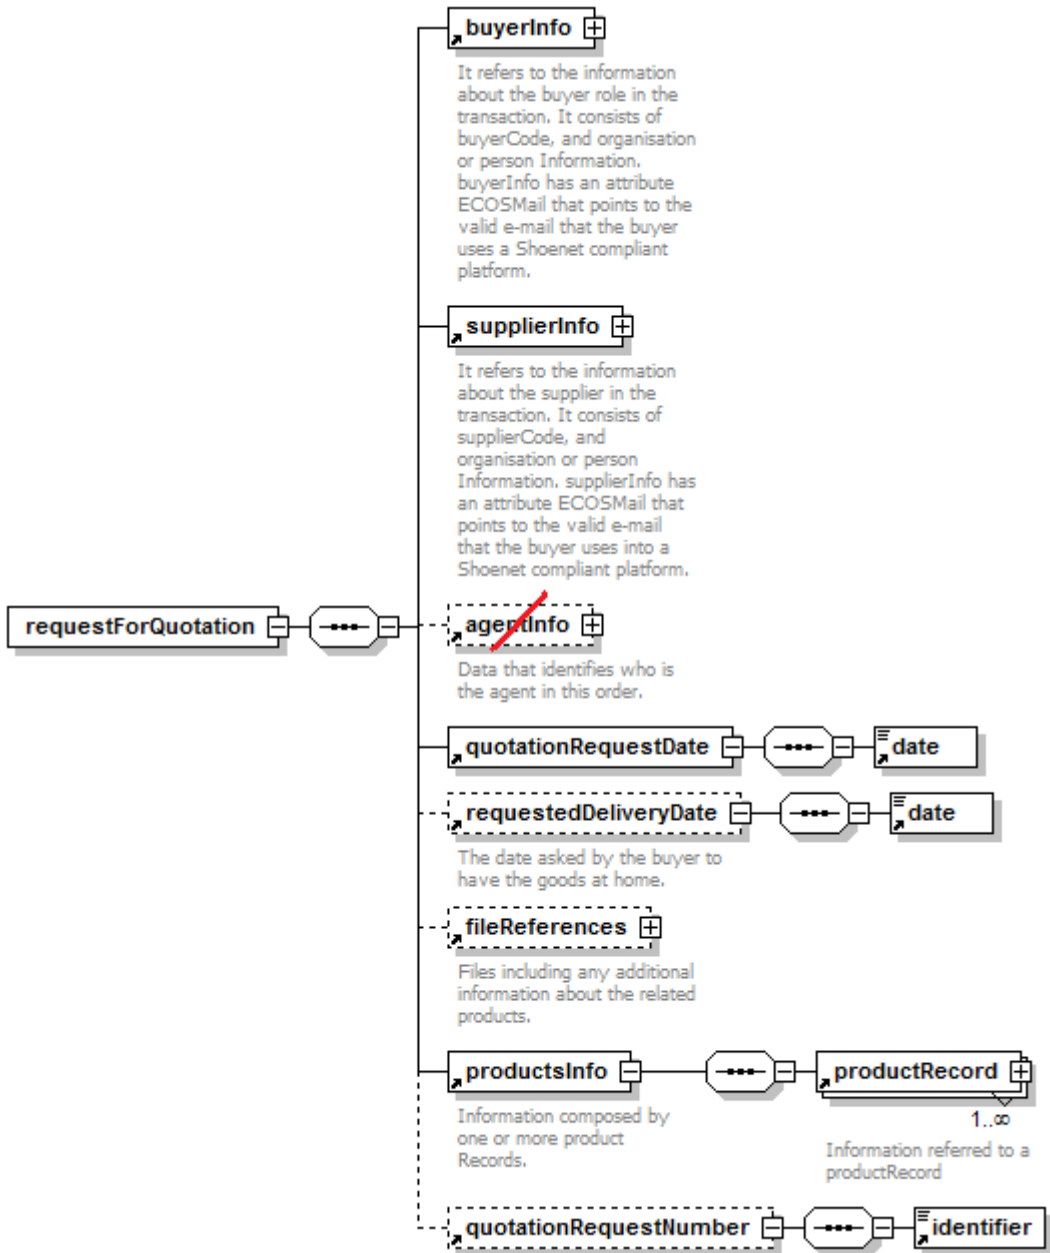 buyerInfo
It refers to the information
about the buyer role in the
transaction. It consists of
buyerCode, and organisation
or person Information.
buyerInfo has an attribute
ECOSMail that points to the
valid e-mail that the buyer
uses a Shoenet compliant
platform.
supplierInfo
It refers to the information
about the supplier in the
transaction. It consists of
supplierCode, and
organisation or person
Information. supplierInfo has
an attribute ECOSMail that
points to the valid e-mail
that the buyer uses into a
Shoenet compliant platform.
requestForQuotation
agentInfo
Data that identifies who is
the agent in this order.
quotationRequestDate
date
requestedDeliveryDate
date
The date asked by the buyer to
have the goods at home.
fileReferences
Files including any additional
information about the related
products.
productsInfo
productRecord
1..∞
Information composed by
one or more product
Records.
Information referred to a
productRecord
quotationRequestNumber
identifier